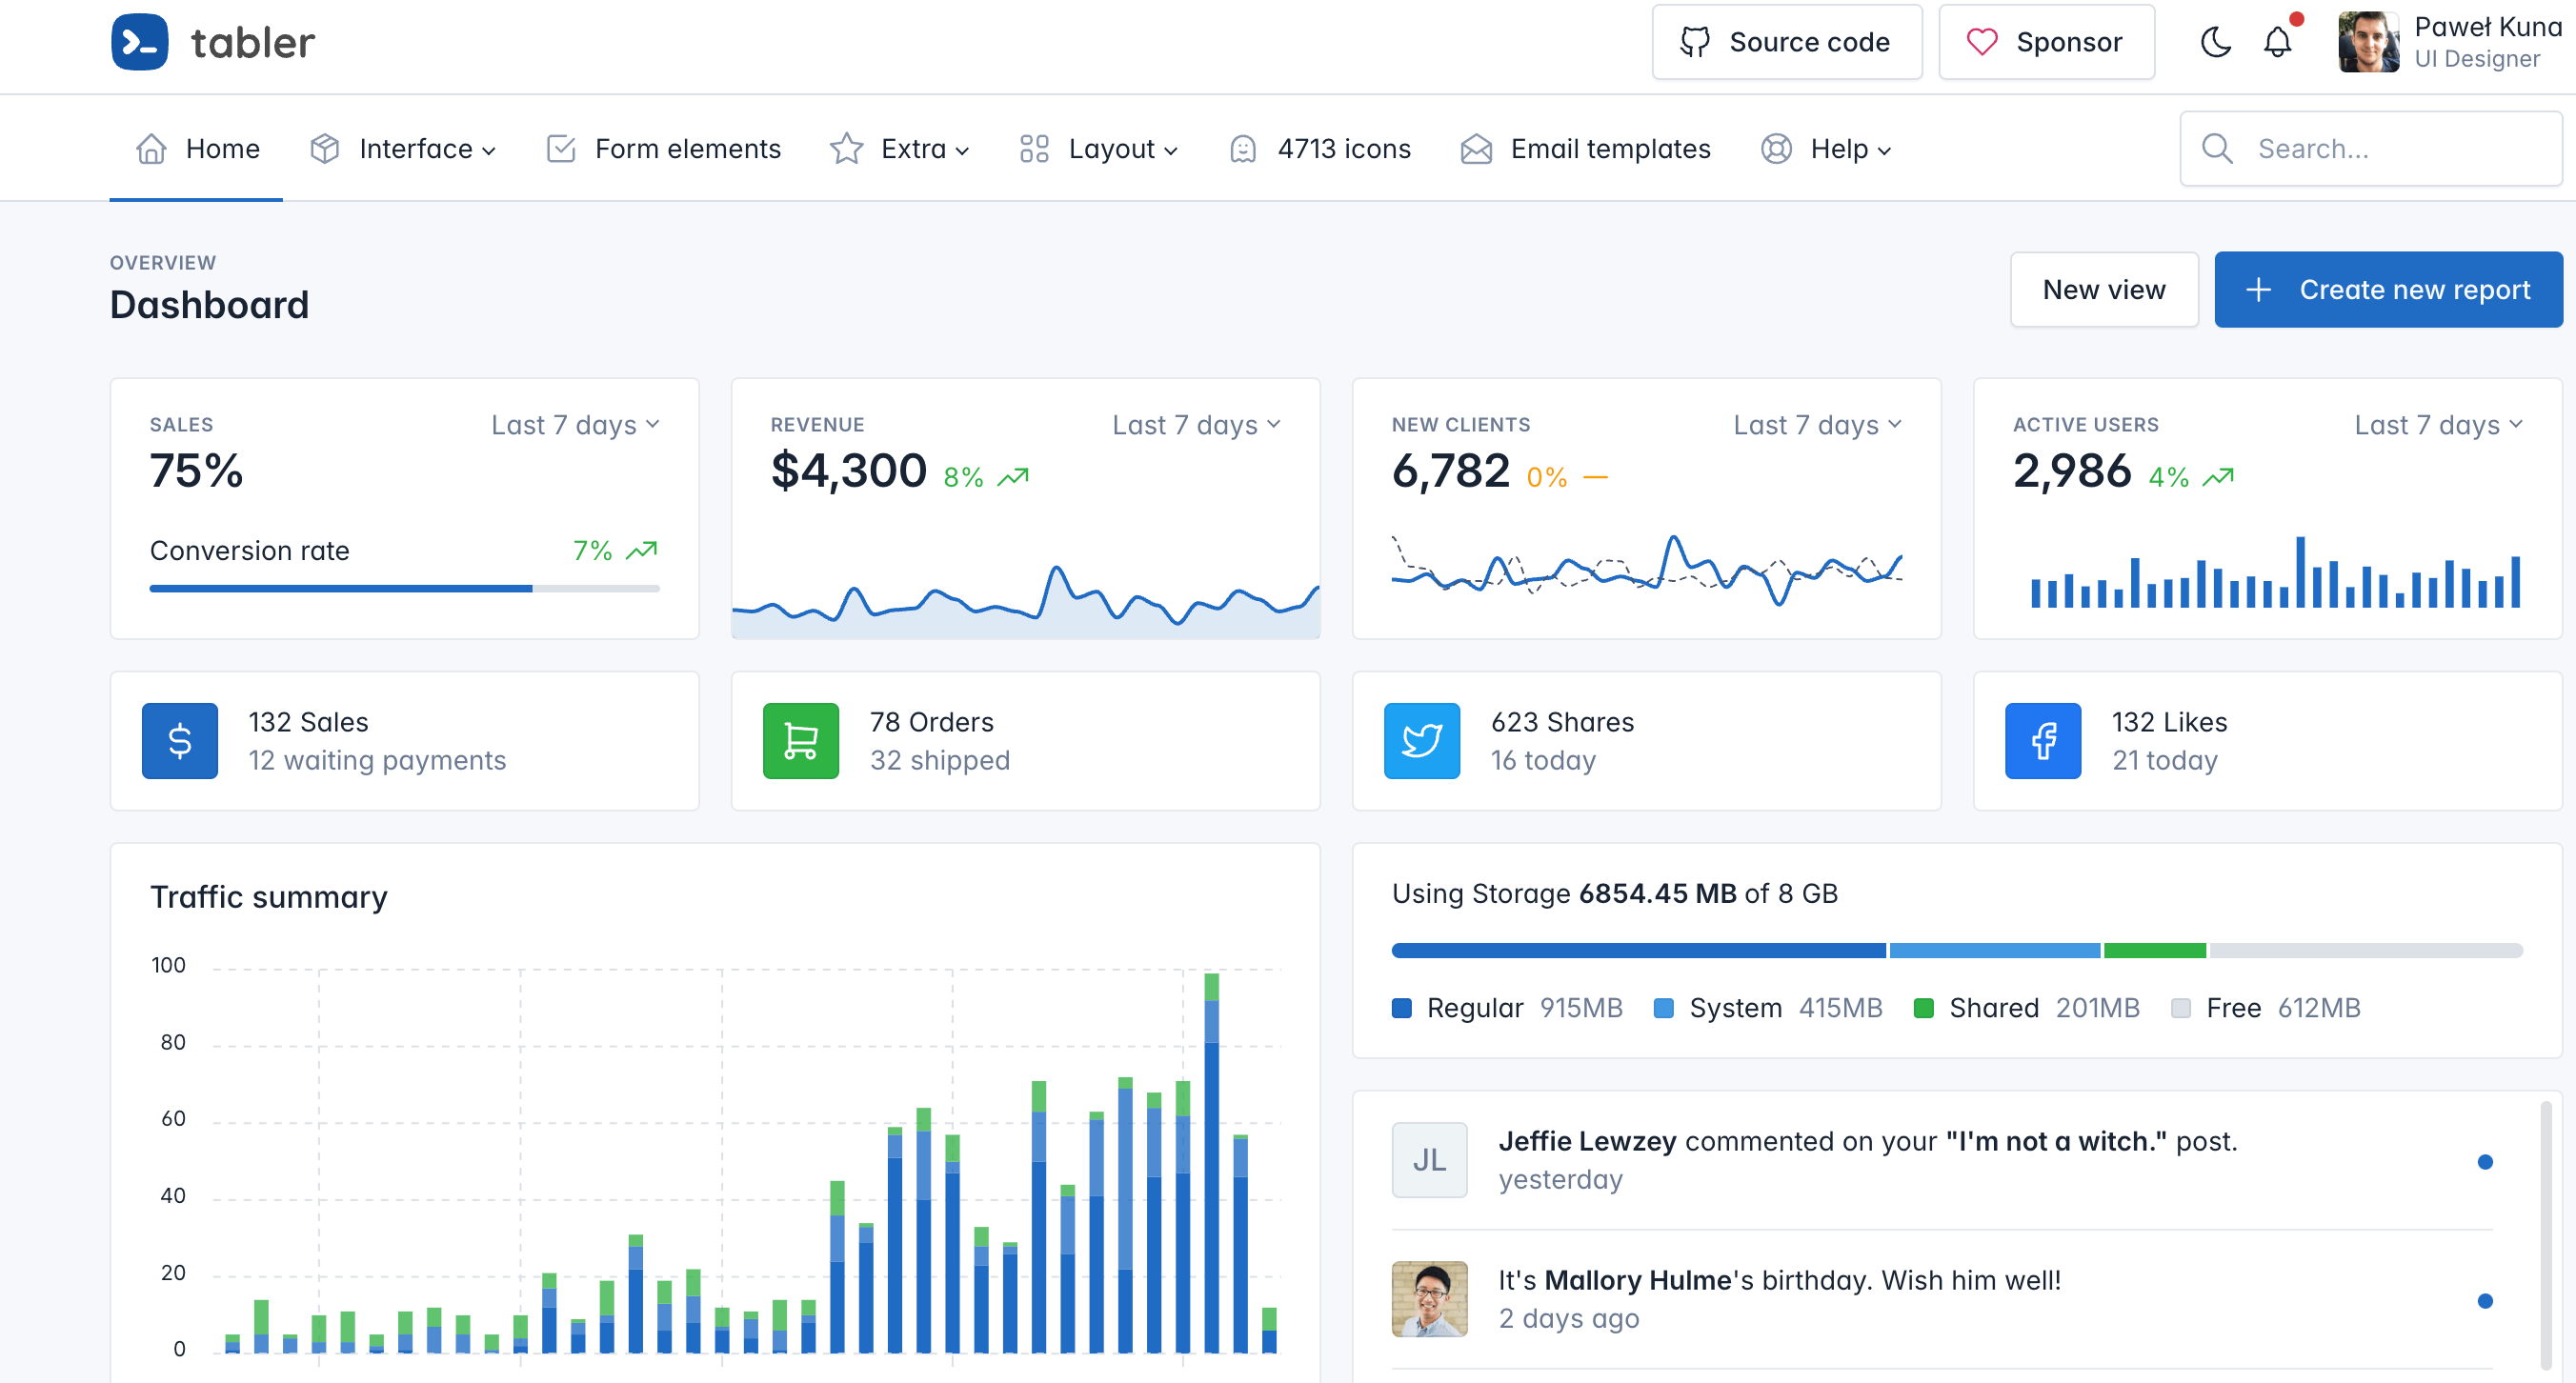 tabler
Source code
Sponsor
Paweł Kuna
UI Designer
Home
Interface
Form elements
Extra
Layout
4713 icons
Email templates
Help
Search…
OVERVIEW
Dashboard
New view
Create new report
SALES
Last 7 days
75%
Conversion rate
7%
REVENUE
Last 7 days
$4,300 8%
NEW CLIENTS
Last 7 days
6,782 0%
ACTIVE USERS
Last 7 days
2,986 4%
132 Sales
12 waiting payments
78 Orders
32 shipped
623 Shares
16 today
132 Likes
21 today
Traffic summary
100
80
60
40
20
0
Using Storage 6854.45 MB of 8 GB
Regular 915MB
System 415MB
Shared 201MB
Free 612MB
JL
Jeffie Lewzey commented on your "I'm not a witch." post.
yesterday
It's Mallory Hulme's birthday. Wish him well!
2 days ago